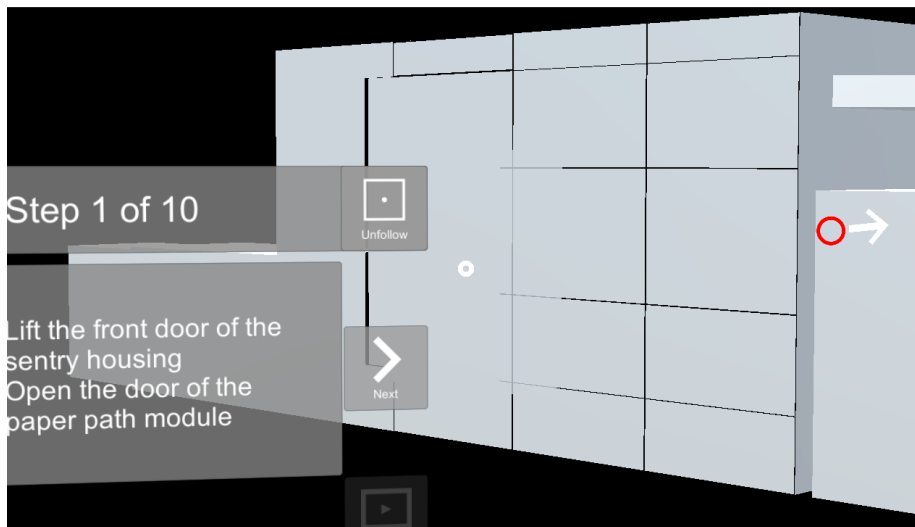 Step 1 of 10
Unfollow
Lift the front door of the
sentry housing
Open the door of the
paper path module
Next